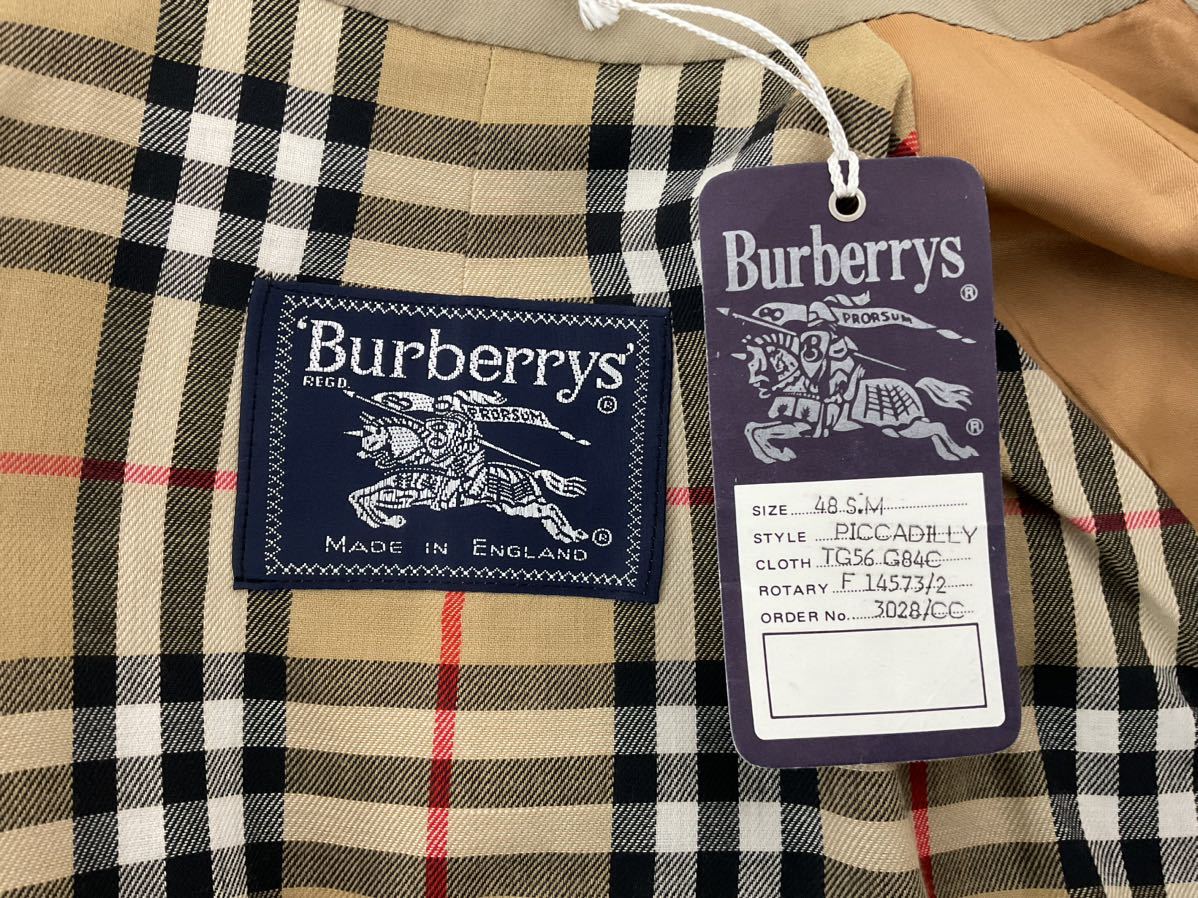 'Burberrys'
REGD.
®
PRORSUM
®
MADE IN ENGLAND
Burberrys
®
PRORSUM
®
SIZE 48 S.M
STYLE PICCADILLY
CLOTH TG56 G84C
ROTARY F 14573/2
ORDER No. 3028/CC